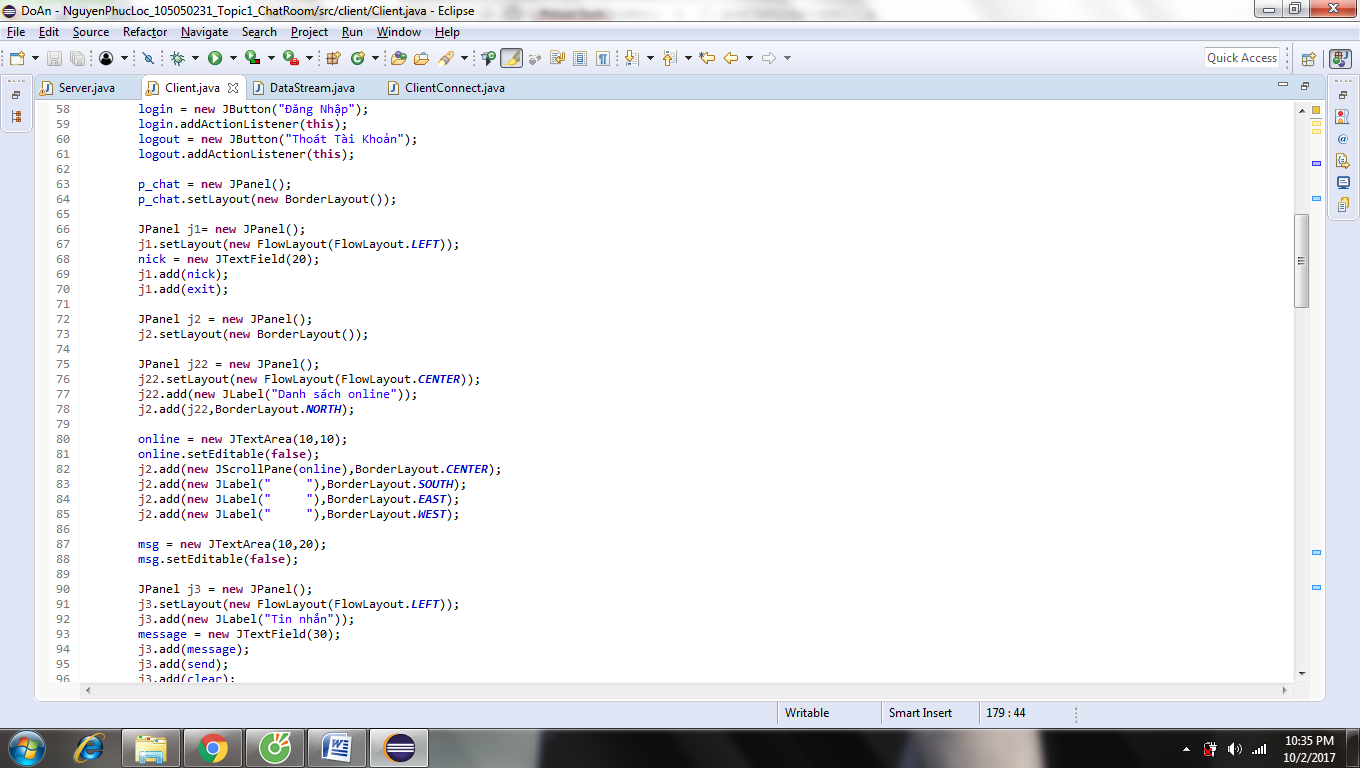 DoAn - NguyenPhucLoc_105050231_Topic1_ChatRoom/src/client/Client.java - Eclipse
File Edit Source Refactor Navigate Search Project Run Window Help
Quick Access
Server.java Client.java DataStream.java ClientConnect.java
58 login = new JButton("Đăng Nhập");
59 login.addActionListener(this);
60 logout = new JButton("Thoát Tài Khoản");
61 logout.addActionListener(this);
62
63 p_chat = new JPanel();
64 p_chat.setLayout(new BorderLayout());
65
66 JPanel j1= new JPanel();
67 j1.setLayout(new FlowLayout(FlowLayout.LEFT));
68 nick = new JTextField(20);
69 j1.add(nick);
70 j1.add(exit);
71
72 JPanel j2 = new JPanel();
73 j2.setLayout(new BorderLayout());
74
75 JPanel j22 = new JPanel();
76 j22.setLayout(new FlowLayout(FlowLayout.CENTER));
77 j22.add(new JLabel("Danh sách online"));
78 j2.add(j22,BorderLayout.NORTH);
79
80 online = new JTextArea(10,10);
81 online.setEditable(false);
82 j2.add(new JScrollPane(online),BorderLayout.CENTER);
83 j2.add(new JLabel("     "),BorderLayout.SOUTH);
84 j2.add(new JLabel("     "),BorderLayout.EAST);
85 j2.add(new JLabel("     "),BorderLayout.WEST);
86
87 msg = new JTextArea(10,20);
88 msg.setEditable(false);
89
90 JPanel j3 = new JPanel();
91 j3.setLayout(new FlowLayout(FlowLayout.LEFT));
92 j3.add(new JLabel("Tin nhắn"));
93 message = new JTextField(30);
94 j3.add(message);
95 j3.add(send);
96 j3.add(clear);
Writable Smart Insert 179 : 44
10:35 PM
10/2/2017